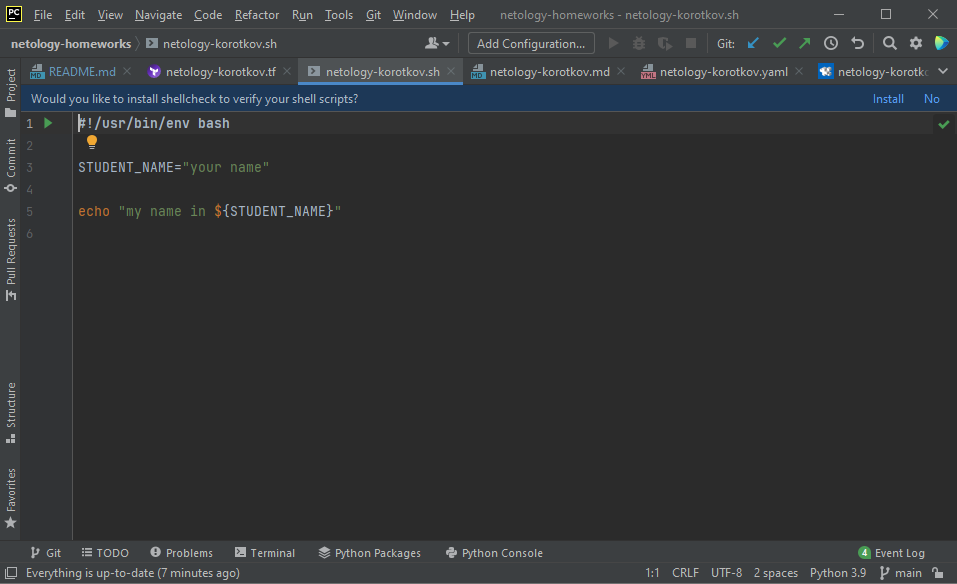 PC File Edit View Navigate Code Refactor Run Tools Git Window Help netology-homeworks - netology-korotkov.sh
netology-homeworks netology-korotkov.sh Add Configuration... Git:
MD README.md netology-korotkov.tf netology-korotkov.sh MD netology-korotkov.md YML netology-korotkov.yaml netology-korotk
Would you like to install shellcheck to verify your shell scripts? Install No
Project
Commit
Pull Requests
Structure
Favorites
1 #!/usr/bin/env bash
2
3 STUDENT_NAME="your name"
4
5 echo "my name in ${STUDENT_NAME}"
6
Git TODO Problems Terminal Python Packages Python Console 4 Event Log
Everything is up-to-date (7 minutes ago) 1:1 CRLF UTF-8 2 spaces Python 3.9 main